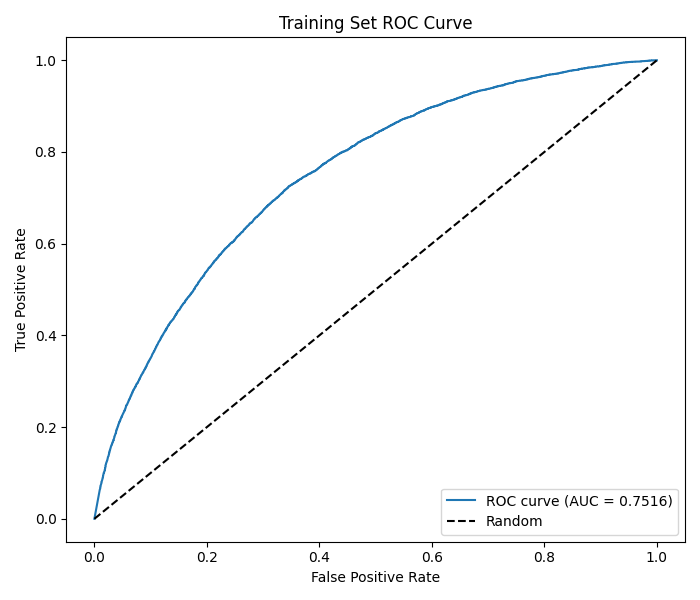 Training Set ROC Curve
True Positive Rate
1.0
0.8
0.6
0.4
0.2
0.0
0.0 0.2 0.4 0.6 0.8 1.0
False Positive Rate
ROC curve (AUC = 0.7516)
Random